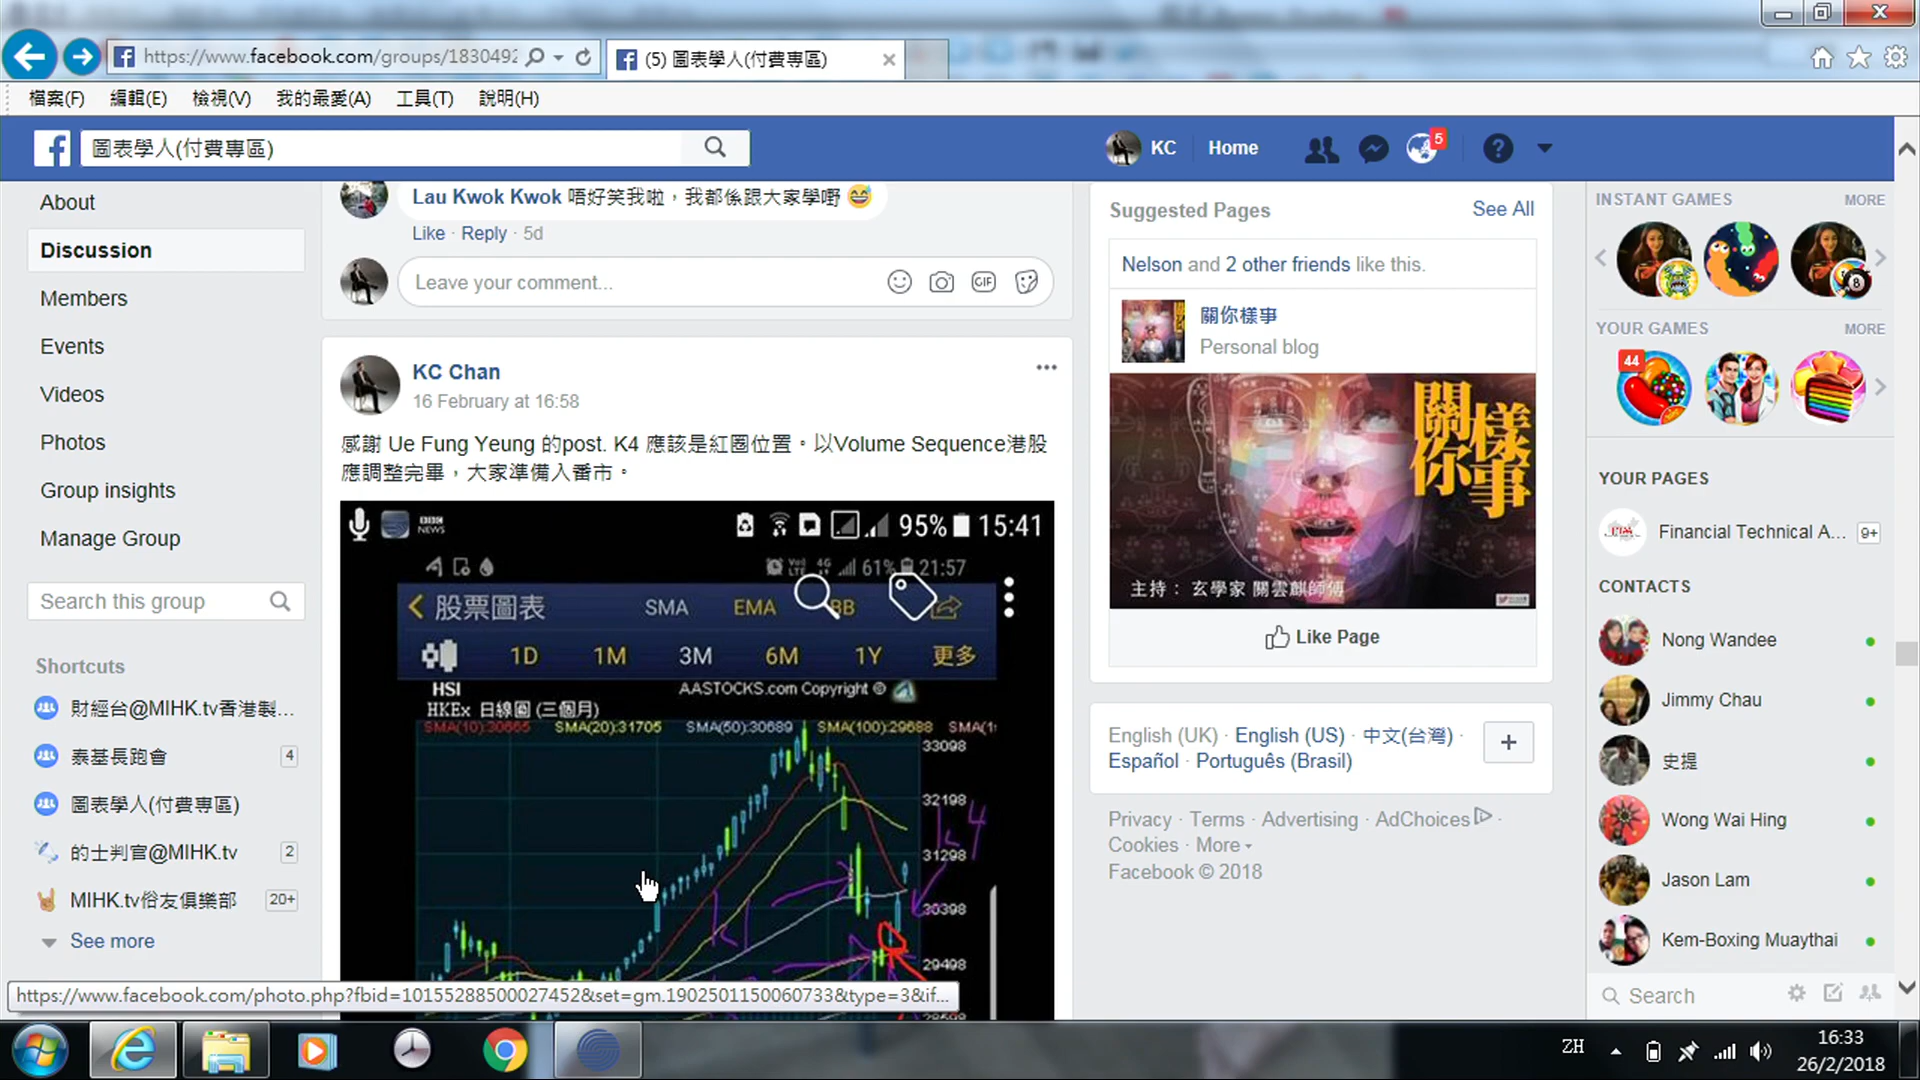 https://www.facebook.com/groups/1830492
(5) 圖表學人(付費專區)
檔案(F) 編輯(E) 檢視(V) 我的最愛(A) 工具(T) 說明(H)
圖表學人(付費專區)
KC
Home
5
About
Discussion
Members
Events
Videos
Photos
Group insights
Manage Group
Search this group
Shortcuts
財經台@MIHK.tv香港製...
泰基長跑會 4
圖表學人(付費專區)
的士判官@MIHK.tv 2
MIHK.tv俗友俱樂部 20+
See more
Lau Kwok Kwok 唔好笑我啦，我都係跟大家學嘢
Like · Reply · 5d
Leave your comment...
GIF
KC Chan
16 February at 16:58
感謝 Ue Fung Yeung 的post. K4 應該是紅圈位置。以Volume Sequence港股
應調整完畢，大家準備入番市。
BBC NEWS 95% 15:41
61% 21:57
股票圖表 SMA EMA BB
1D 1M 3M 6M 1Y 更多
HSI AASTOCKS.com Copyright ©
HKEx 日線圖 (三個月)
SMA(10):30665 SMA(20):31705 SMA(50):30689 SMA(100):29688 SMA(1
33098
32198
31298
30398
29498
28598
Suggested Pages See All
Nelson and 2 other friends like this.
關你樣事
Personal blog
關你樣事
主持： 玄學家 關雲麒師傅
Like Page
English (UK) · English (US) · 中文(台灣) ·
Español · Português (Brasil)
Privacy · Terms · Advertising · AdChoices ·
Cookies · More
Facebook © 2018
INSTANT GAMES MORE
YOUR GAMES MORE
44
YOUR PAGES
Financial Technical A... 9+
CONTACTS
Nong Wandee
Jimmy Chau
史提
Wong Wai Hing
Jason Lam
Kem-Boxing Muaythai
Search
https://www.facebook.com/photo.php?fbid=10155288500027452&set=gm.1902501150060733&type=3&if...
ZH
16:33
26/2/2018